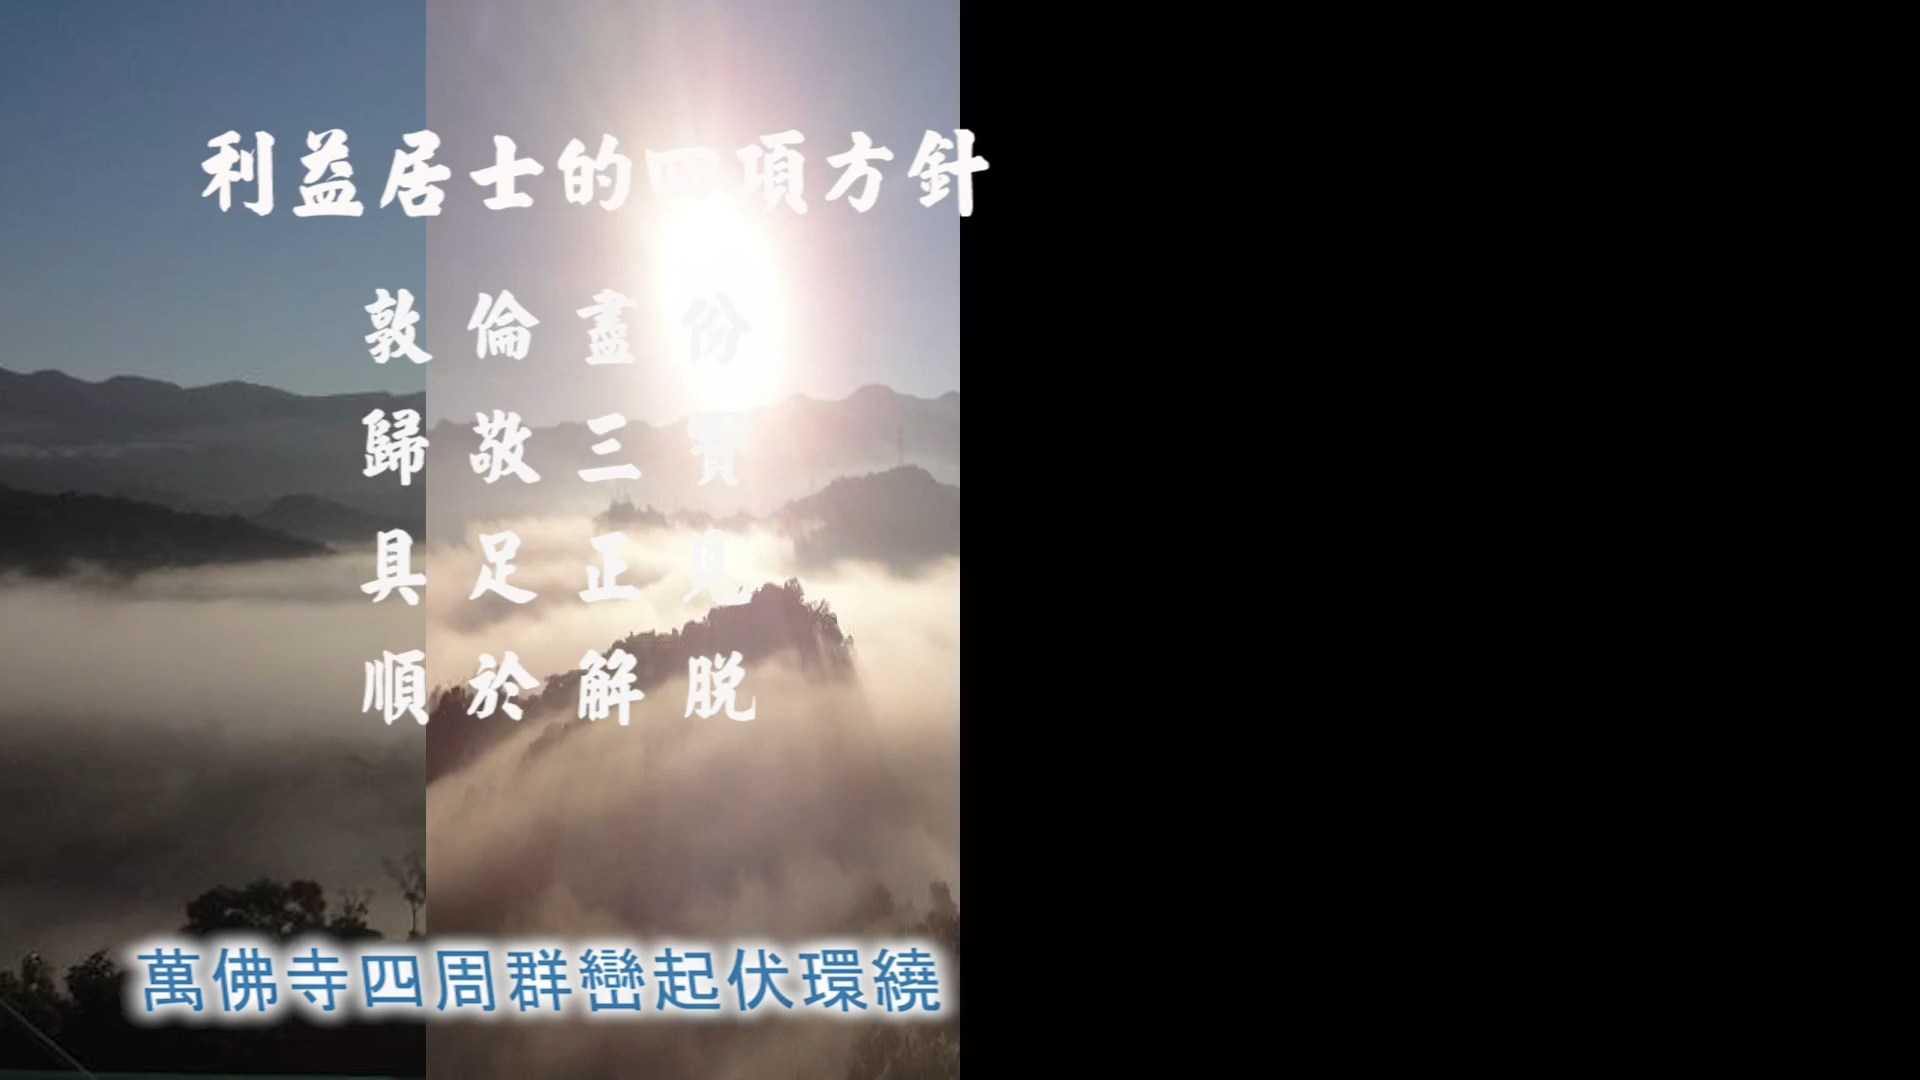 利益居士的四項方針
敦倫盡份
歸敬三寶
具足正見
順於解脱
萬佛寺四周群巒起伏環繞